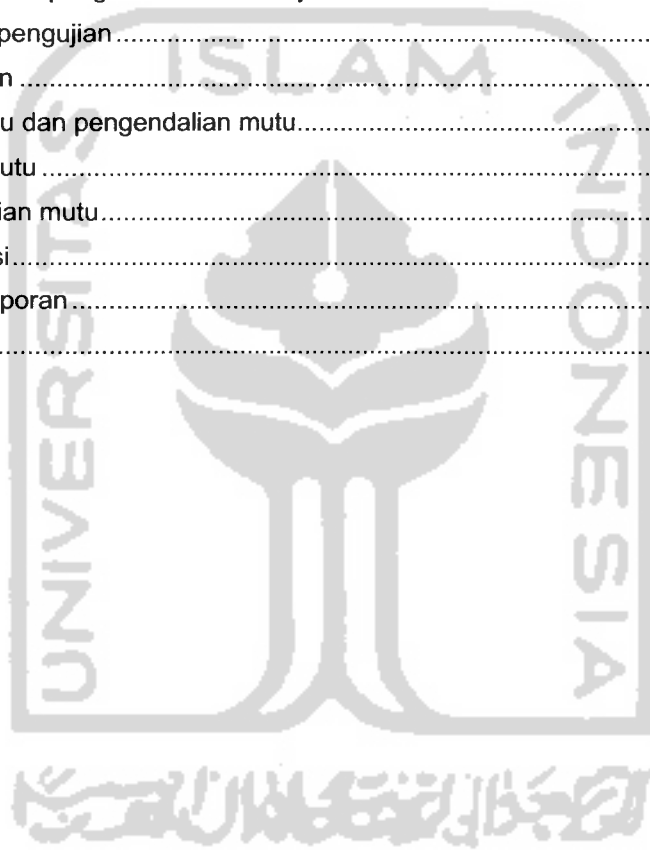 pengujian........................................................
n........................................................
u dan pengendalian mutu........................................................
utu........................................................
ian mutu........................................................
si........................................................
poran........................................................
........................................................
UNIVERSITAS
ISLAM
INDONESIA